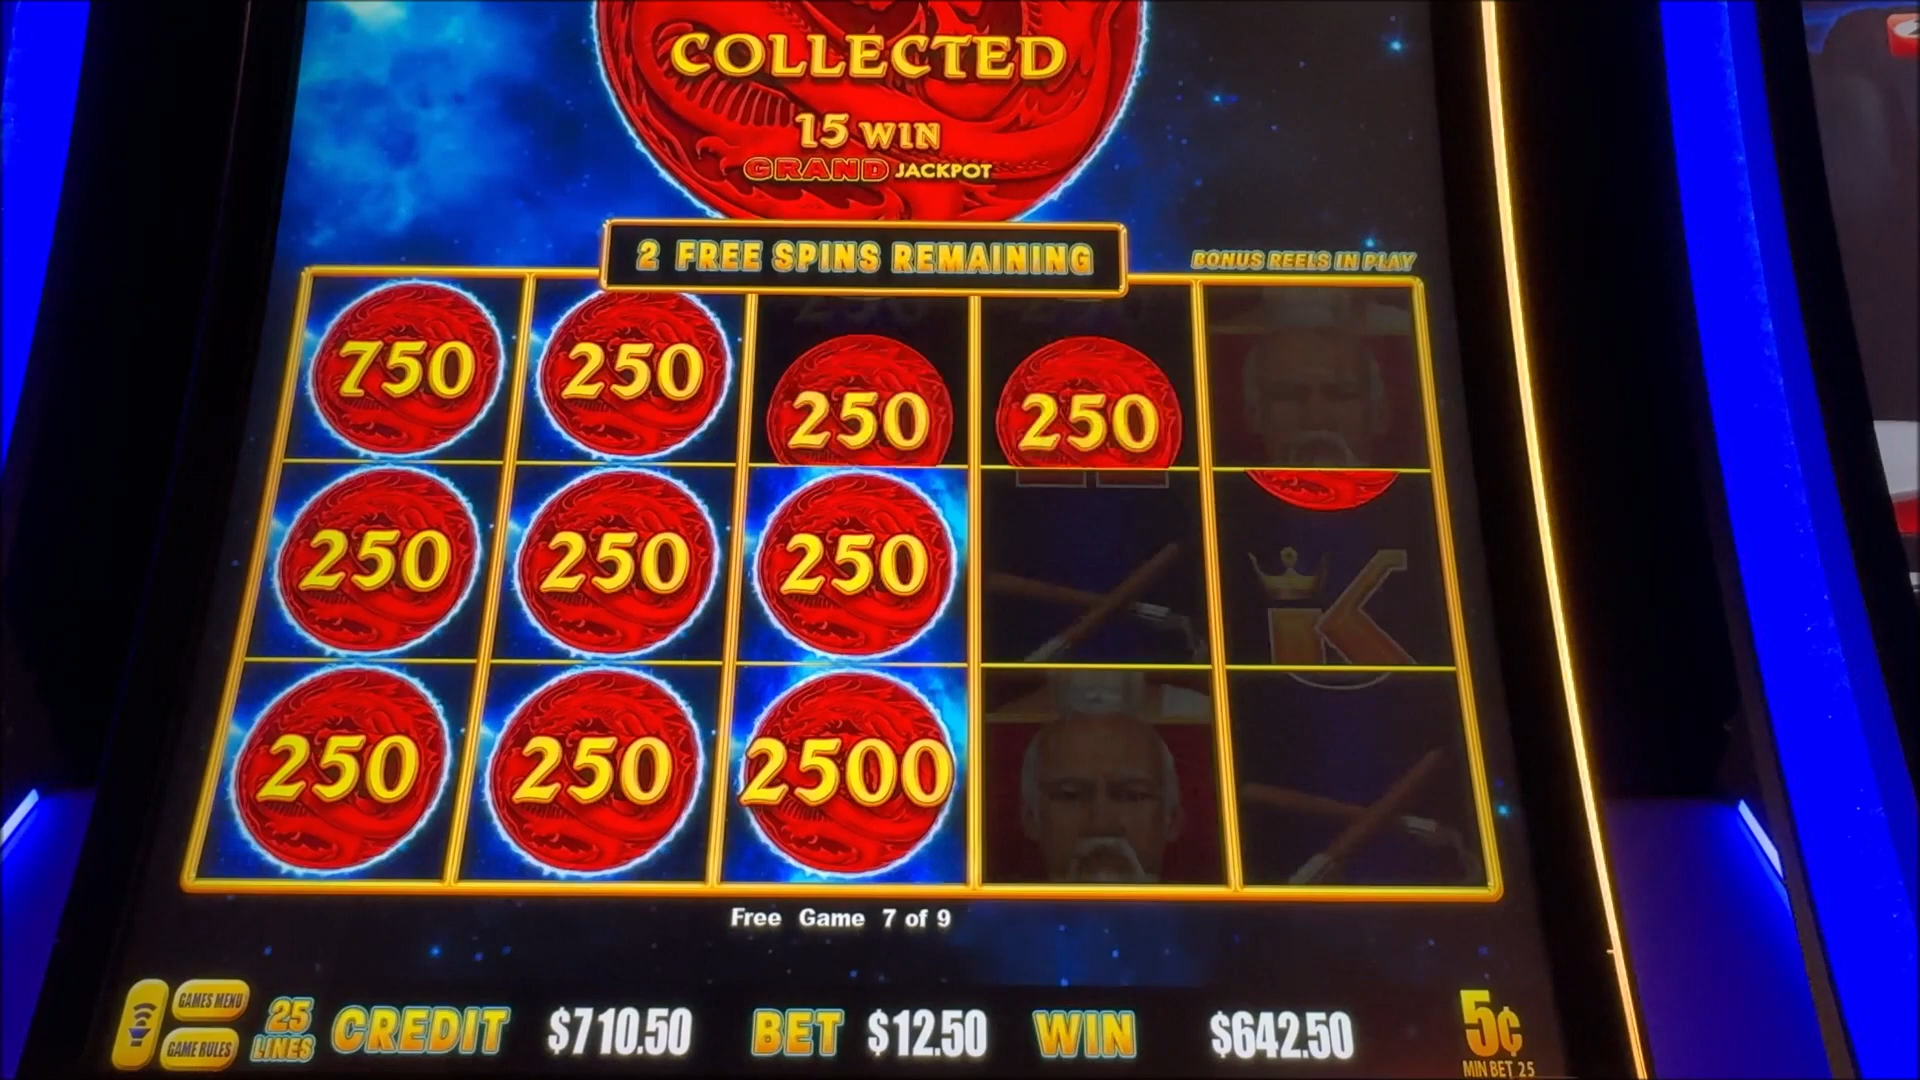 COLLECTED
15 WIN
GRAND JACKPOT
2 FREE SPINS REMAINING
BONUS REELS IN PLAY
750 250 250 250
250 250 250 K
250 250 2500
Free Game 7 of 9
GAMES MENU
GAME RULES
25 LINES
CREDIT $710.50 BET $12.50 WIN $642.50
5¢
MIN BET 25